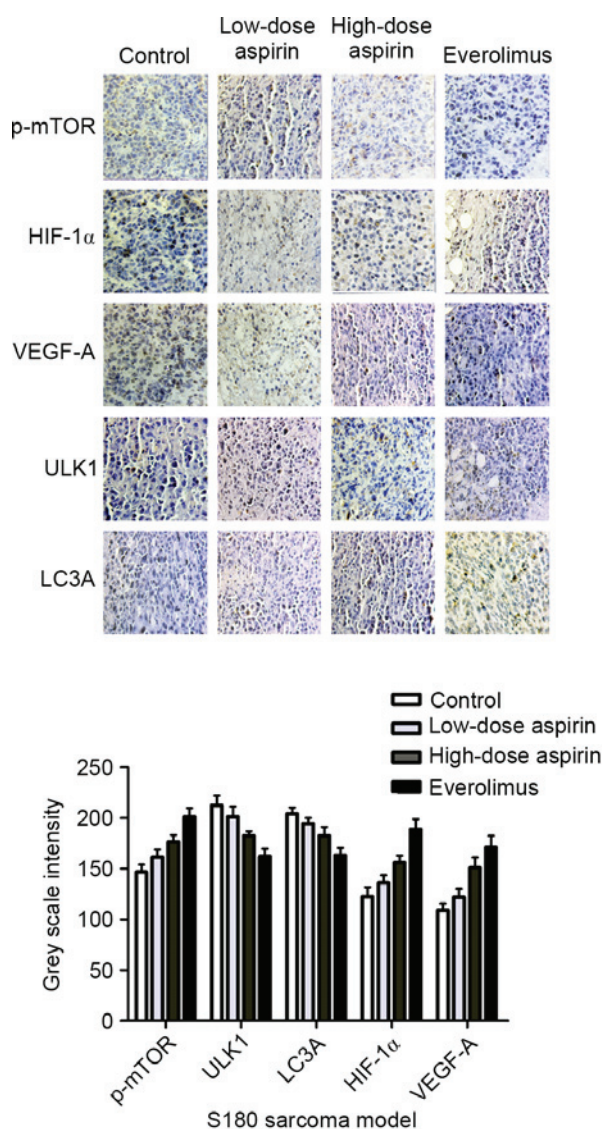 Control
Low-dose
aspirin
High-dose
aspirin
Everolimus
p-mTOR
HIF-1α
VEGF-A
ULK1
LC3A
Control
Low-dose aspirin
High-dose aspirin
Everolimus
Grey scale intensity
250
200
150
100
50
0
p-mTOR
ULK1
LC3A
HIF-1α
VEGF-A
S180 sarcoma model